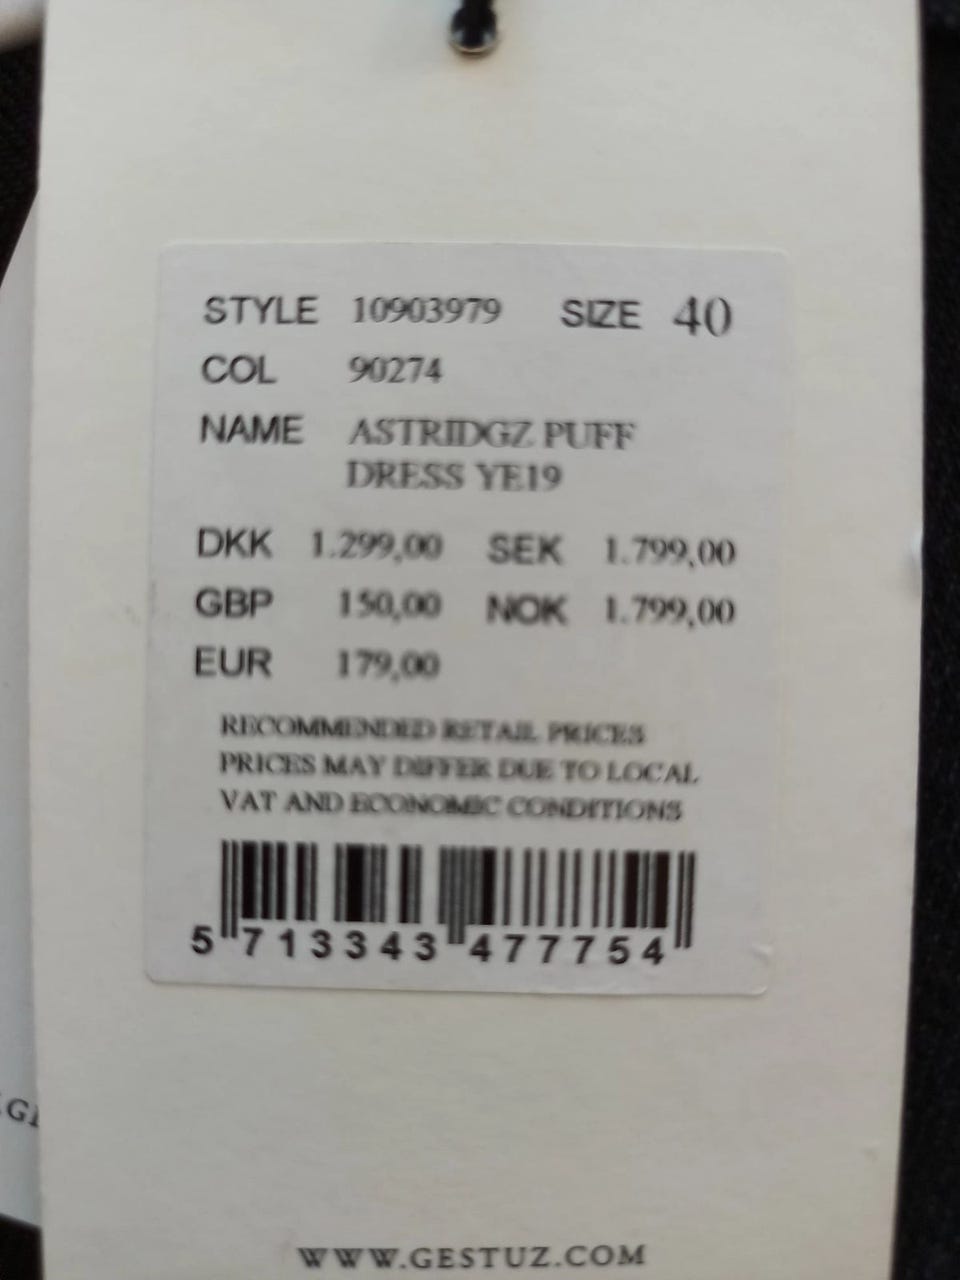 STYLE 10903979 SIZE 40
COL 90274
NAME ASTRIDGZ PUFF
DRESS YE19
DKK 1.299,00 SEK 1.799,00
GBP 150,00 NOK 1.799,00
EUR 179,00
RECOMMENDED RETAIL PRICES
PRICES MAY DIFFER DUE TO LOCAL
VAT AND ECONOMIC CONDITIONS
5 713343 477754
WWW.GESTUZ.COM